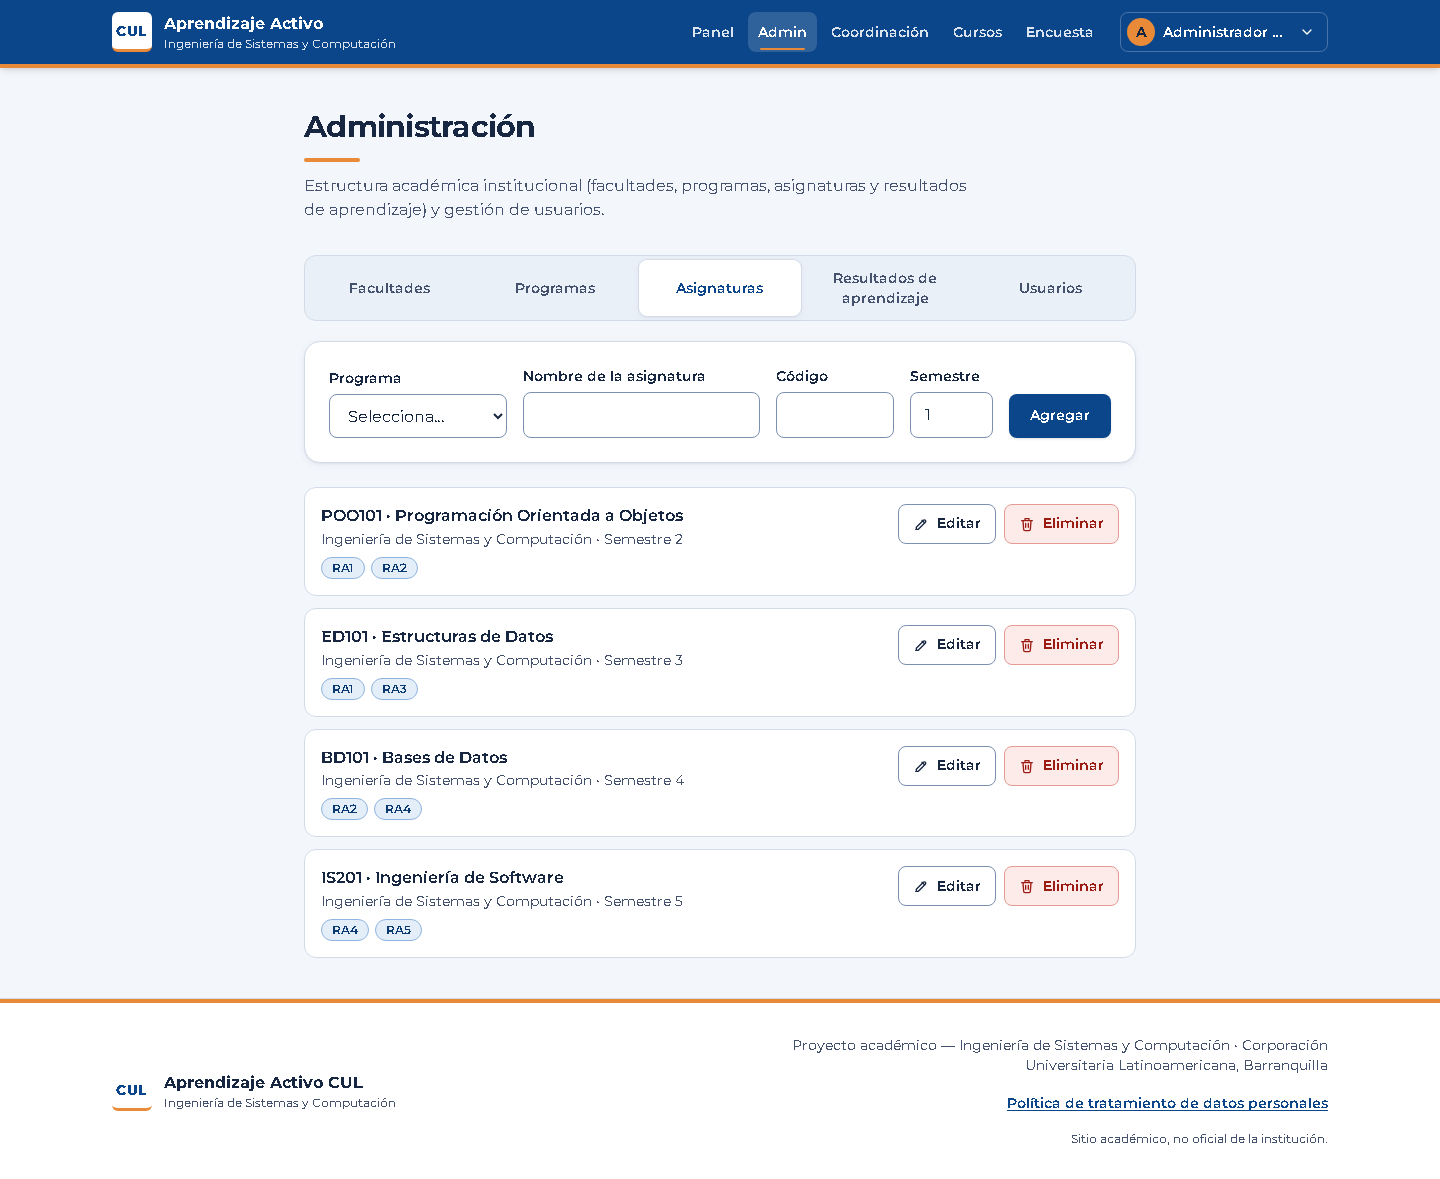 CUL
Aprendizaje Activo
Ingeniería de Sistemas y Computación
Panel
Admin
Coordinación
Cursos
Encuesta
A
Administrador ...
Administración
Estructura académica institucional (facultades, programas, asignaturas y resultados
de aprendizaje) y gestión de usuarios.
Facultades
Programas
Asignaturas
Resultados de
aprendizaje
Usuarios
Programa
Selecciona...
Nombre de la asignatura
Código
Semestre
1
Agregar
POO101 · Programación Orientada a Objetos
Ingeniería de Sistemas y Computación · Semestre 2
RA1
RA2
Editar
Eliminar
ED101 · Estructuras de Datos
Ingeniería de Sistemas y Computación · Semestre 3
RA1
RA3
Editar
Eliminar
BD101 · Bases de Datos
Ingeniería de Sistemas y Computación · Semestre 4
RA2
RA4
Editar
Eliminar
IS201 · Ingeniería de Software
Ingeniería de Sistemas y Computación · Semestre 5
RA4
RA5
Editar
Eliminar
CUL
Aprendizaje Activo CUL
Ingeniería de Sistemas y Computación
Proyecto académico — Ingeniería de Sistemas y Computación · Corporación
Universitaria Latinoamericana, Barranquilla
Política de tratamiento de datos personales
Sitio académico, no oficial de la institución.